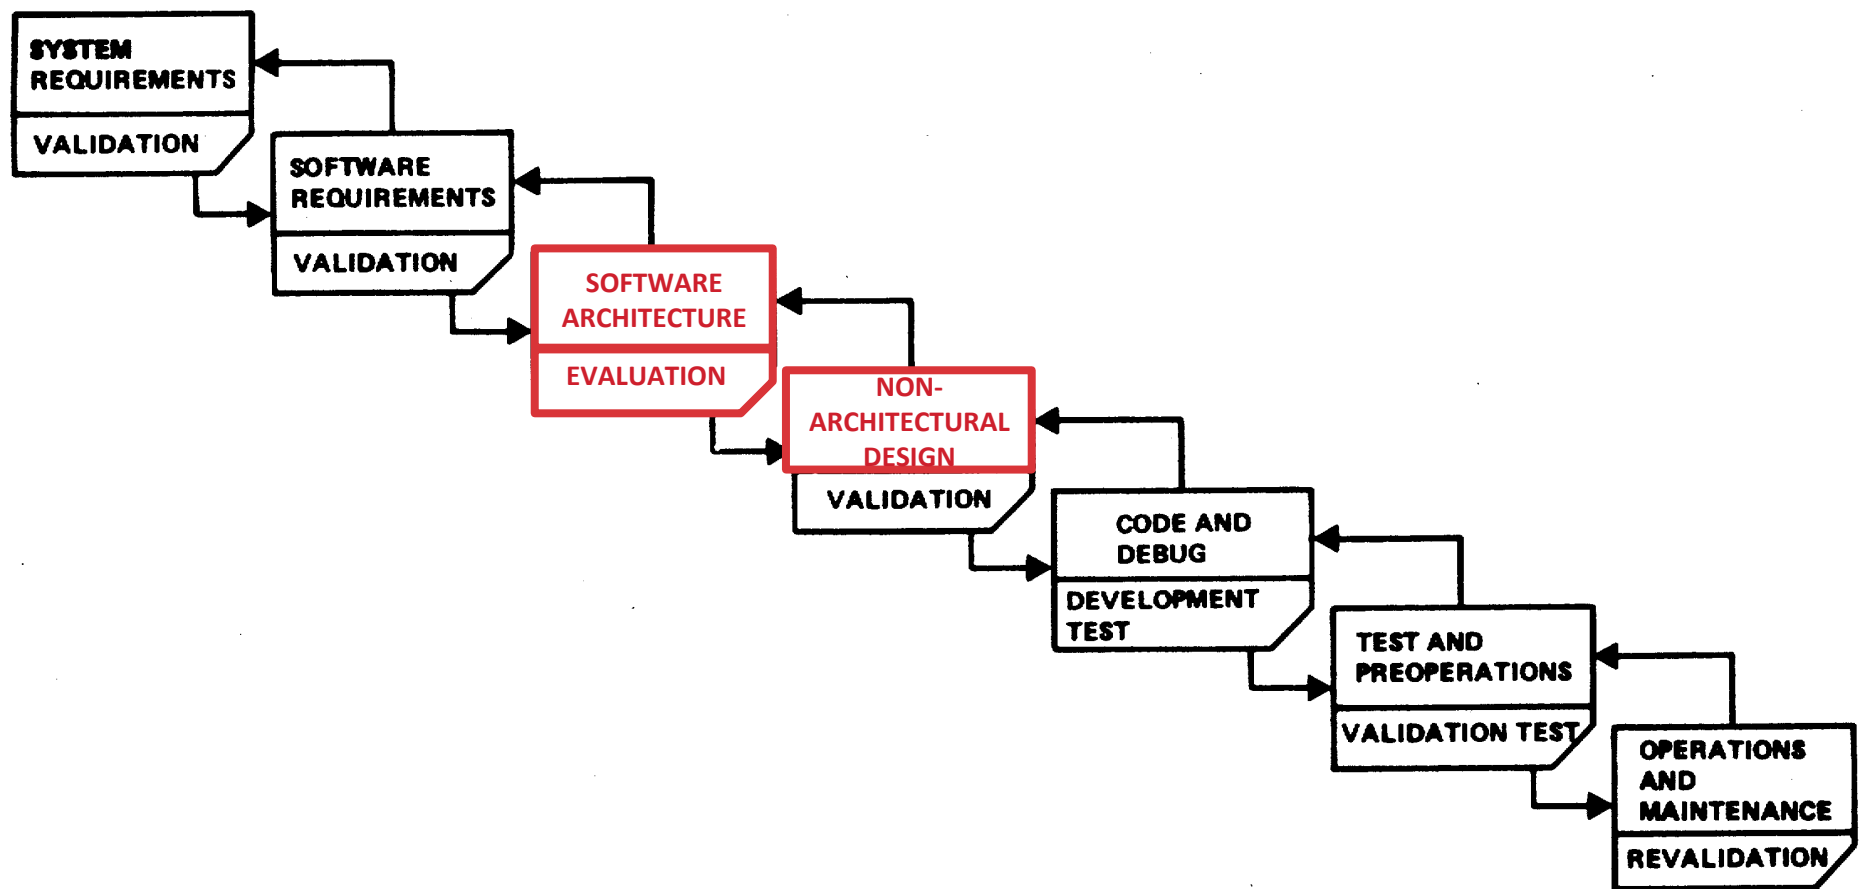 SYSTEM
REQUIREMENTS
VALIDATION
SOFTWARE
REQUIREMENTS
VALIDATION
SOFTWARE
ARCHITECTURE
EVALUATION
NON-
ARCHITECTURAL
DESIGN
VALIDATION
CODE AND
DEBUG
DEVELOPMENT
TEST
TEST AND
PREOPERATIONS
VALIDATION TEST
OPERATIONS
AND
MAINTENANCE
REVALIDATION